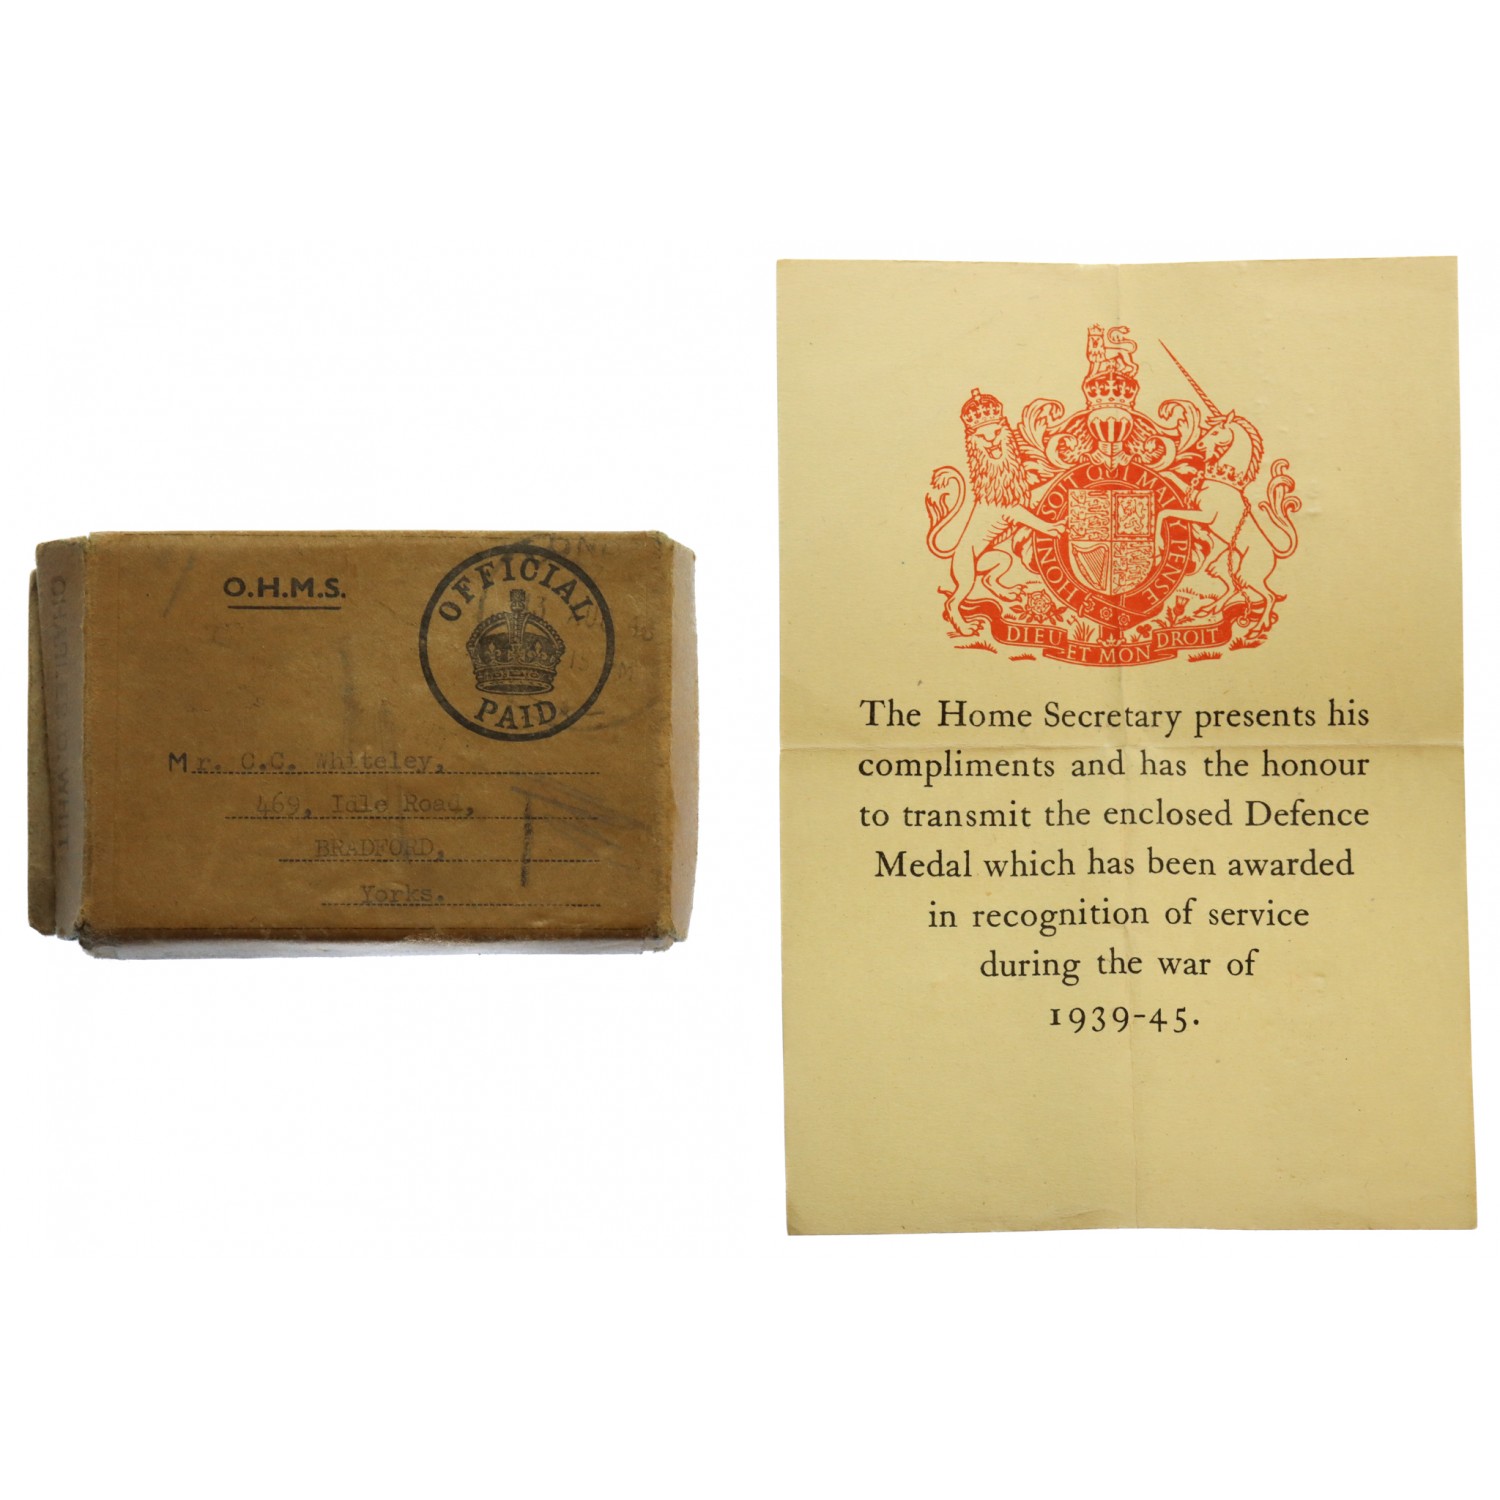 O.H.M.S.
OFFICIAL
PAID
Mr. C.C. Whiteley,
469, Idle Road,
BRADFORD,
Yorks.
HONI SOIT QUI MAL Y PENSE
DIEU ET MON DROIT
The Home Secretary presents his
compliments and has the honour
to transmit the enclosed Defence
Medal which has been awarded
in recognition of service
during the war of
1939-45.